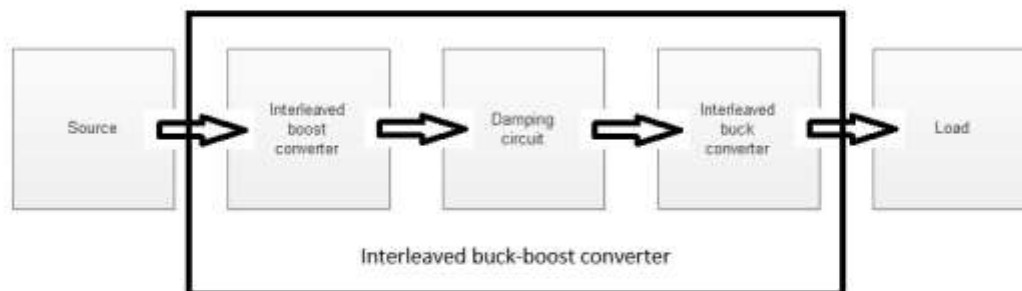 Source
Interleaved
boost
converter
Damping
circuit
Interleaved
buck
converter
Load
Interleaved buck-boost converter